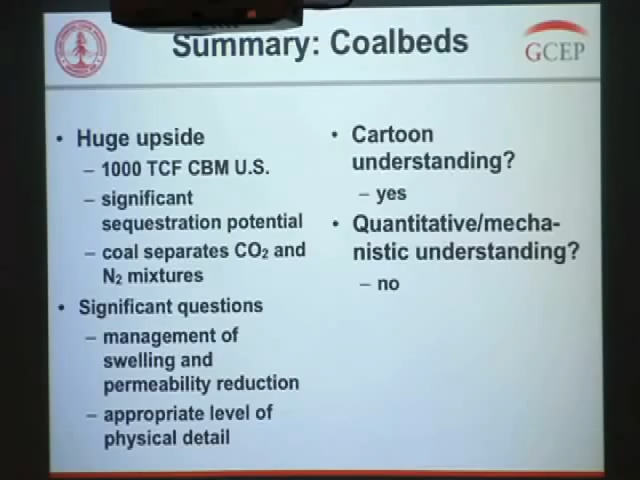 Summary: Coalbeds
GCEP
• Huge upside
– 1000 TCF CBM U.S.
– significant
sequestration potential
– coal separates CO₂ and
N₂ mixtures
• Significant questions
– management of
swelling and
permeability reduction
– appropriate level of
physical detail
• Cartoon
understanding?
– yes
• Quantitative/mecha-
nistic understanding?
– no